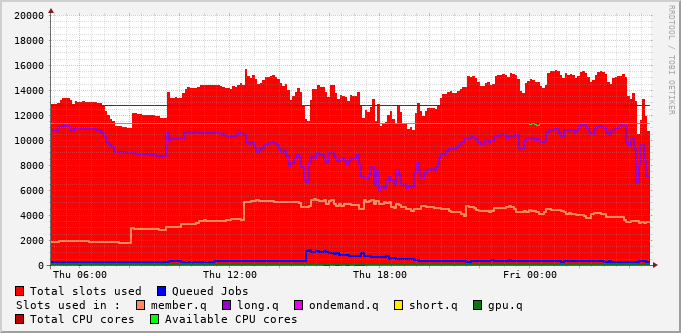 RRDTOOL / TOBI OETIKER
20000
18000
16000
14000
12000
10000
8000
6000
4000
2000
0
Thu 06:00 Thu 12:00 Thu 18:00 Fri 00:00
Total slots used Queued Jobs
Slots used in : member.q long.q ondemand.q short.q gpu.q
Total CPU cores Available CPU cores